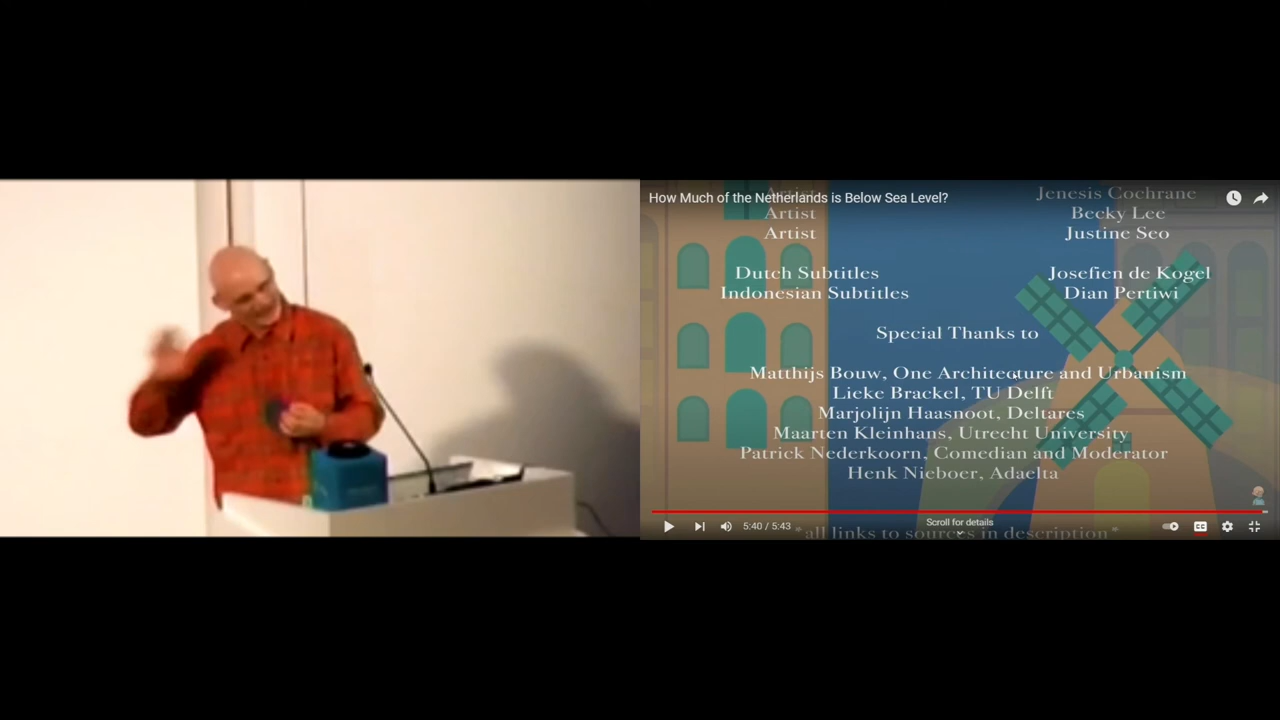 How Much of the Netherlands is Below Sea Level?
Artist Jenesis Cochrane
Artist Becky Lee
Artist Justine Seo
Dutch Subtitles Josefien de Kogel
Indonesian Subtitles Dian Pertiwi
Special Thanks to
Matthijs Bouw, One Architecture and Urbanism
Lieke Brackel, TU Delft
Marjolijn Haasnoot, Deltares
Maarten Kleinhans, Utrecht University
Patrick Nederkoorn, Comedian and Moderator
Henk Nieboer, Adaelta
5:40 / 5:43
Scroll for details
CC
*all links to sources in description*